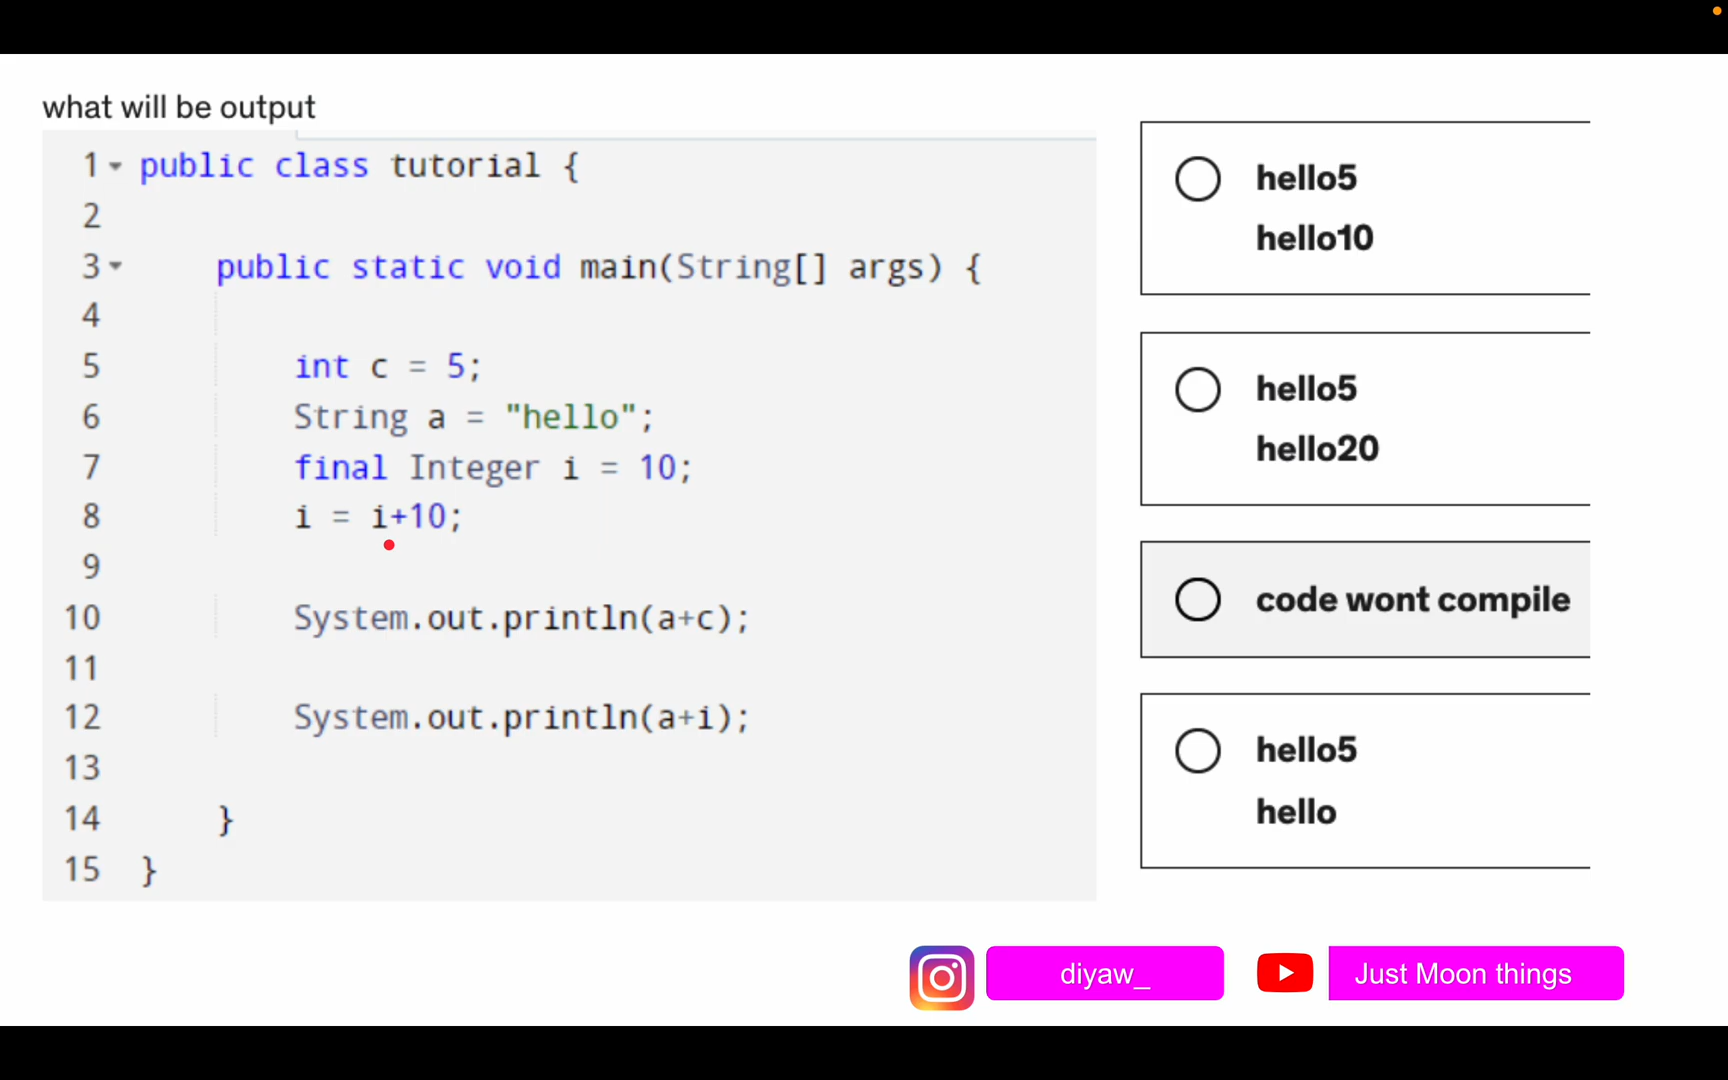 what will be output
1 public class tutorial {
2
3 public static void main(String[] args) {
4
5 int c = 5;
6 String a = "hello";
7 final Integer i = 10;
8 i = i+10;
9
10 System.out.println(a+c);
11
12 System.out.println(a+i);
13
14 }
15 }
hello5
hello10
hello5
hello20
code wont compile
hello5
hello
diyaw_
Just Moon things